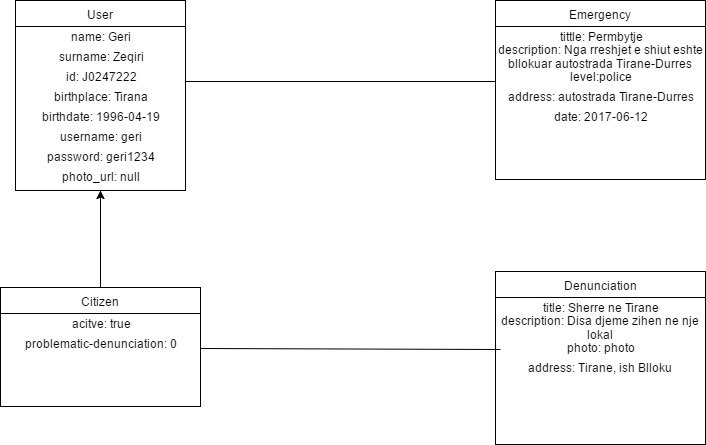 User
name: Geri
surname: Zeqiri
id: J0247222
birthplace: Tirana
birthdate: 1996-04-19
username: geri
password: geri1234
photo_url: null
Emergency
tittle: Permbytje
description: Nga rreshjet e shiut eshte
bllokuar autostrada Tirane-Durres
level:police
address: autostrada Tirane-Durres
date: 2017-06-12
Citizen
acitve: true
problematic-denunciation: 0
Denunciation
title: Sherre ne Tirane
description: Disa djeme zihen ne nje
lokal
photo: photo
address: Tirane, ish Blloku